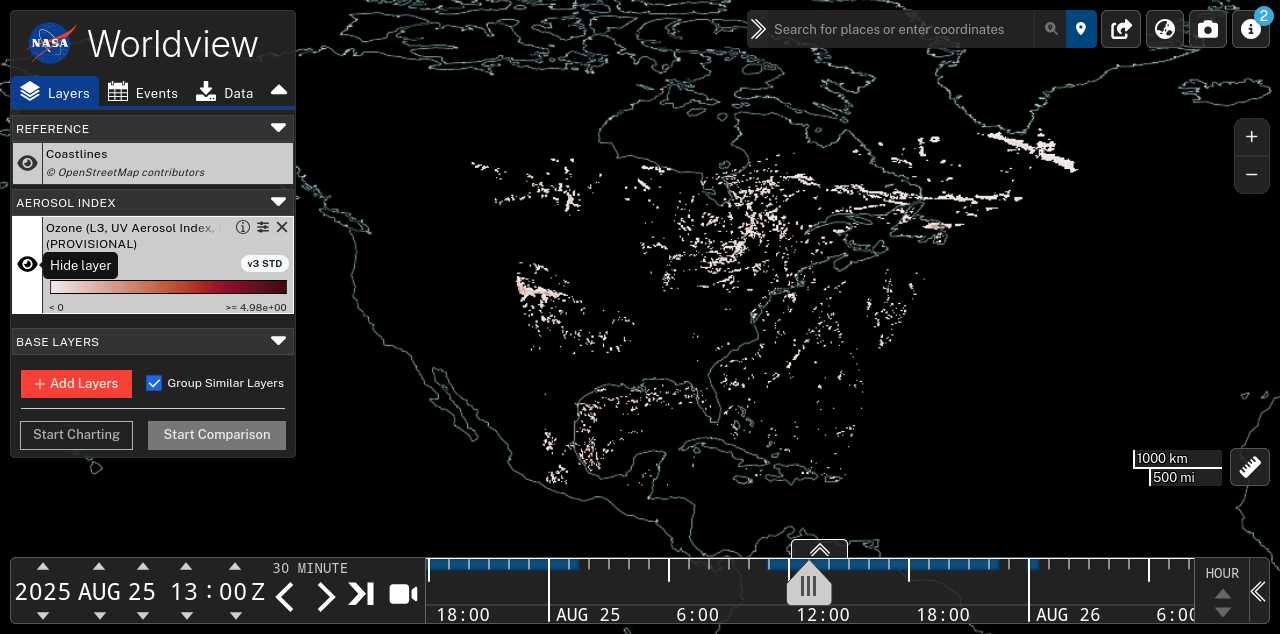 NASA
Worldview
Search for places or enter coordinates
2
Layers
Events
Data
REFERENCE
Coastlines
© OpenStreetMap contributors
AEROSOL INDEX
Ozone (L3, UV Aerosol Index,
(PROVISIONAL)
Hide layer
v3 STD
< 0
>= 4.98e+00
BASE LAYERS
+ Add Layers
Group Similar Layers
Start Charting
Start Comparison
+
−
1000 km
500 mi
2025 AUG 25 13:00Z
30 MINUTE
18:00
AUG 25
6:00
12:00
18:00
AUG 26
6:00
HOUR